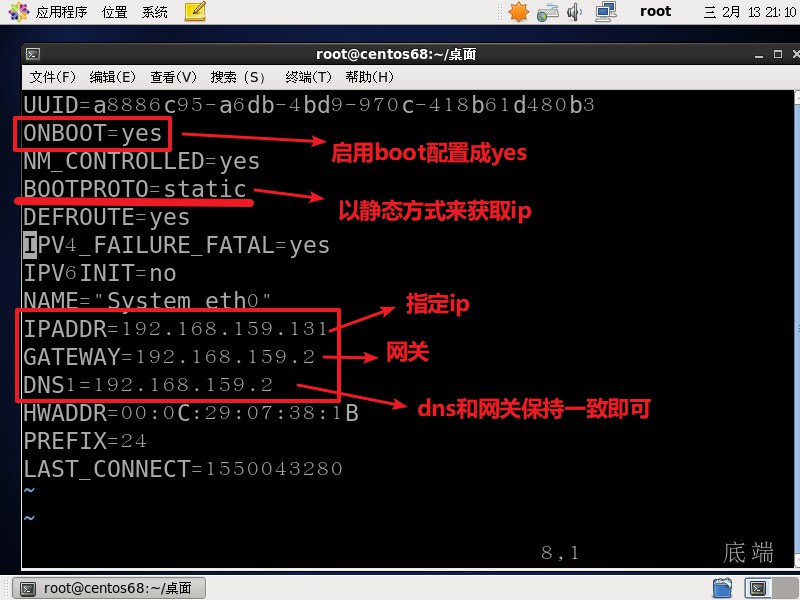 应用程序 位置 系统 root 三 2月 13 21:10
root@centos68:~/桌面
文件(F) 编辑(E) 查看(V) 搜索 (S) 终端(T) 帮助(H)
UUID=a8886c95-a6db-4bd9-970c-418b61d480b3
ONBOOT=yes
启用boot配置成yes
NM_CONTROLLED=yes
BOOTPROTO=static
以静态方式来获取ip
DEFROUTE=yes
IPV4_FAILURE_FATAL=yes
IPV6INIT=no
NAME="System eth0"
指定ip
IPADDR=192.168.159.131
GATEWAY=192.168.159.2
网关
DNS1=192.168.159.2
dns和网关保持一致即可
HWADDR=00:0C:29:07:38:1B
PREFIX=24
LAST_CONNECT=1550043280
~
~
8,1 底端
root@centos68:~/桌面